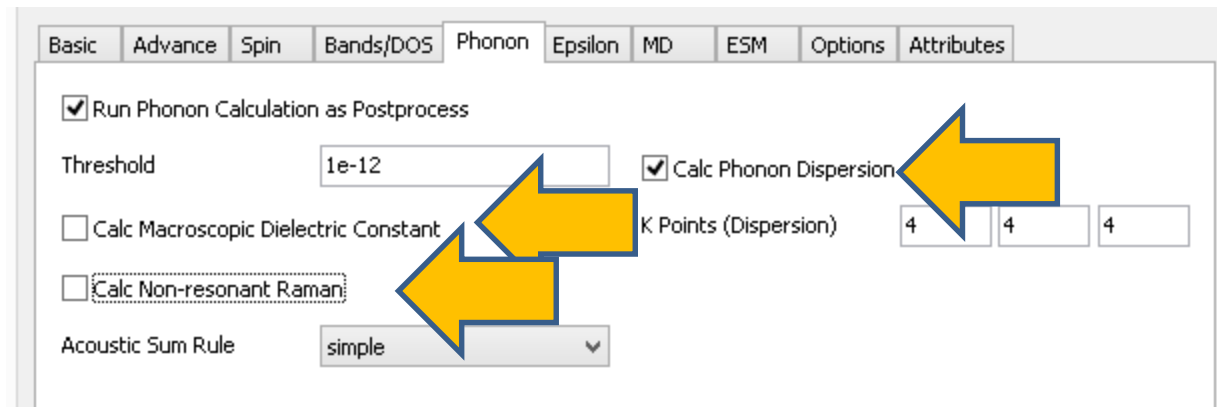 Basic Advance Spin Bands/DOS Phonon Epsilon MD ESM Options Attributes
Run Phonon Calculation as Postprocess
Threshold 1e-12 Calc Phonon Dispersion
Calc Macroscopic Dielectric Constant K Points (Dispersion) 4 4 4
Calc Non-resonant Raman
Acoustic Sum Rule simple